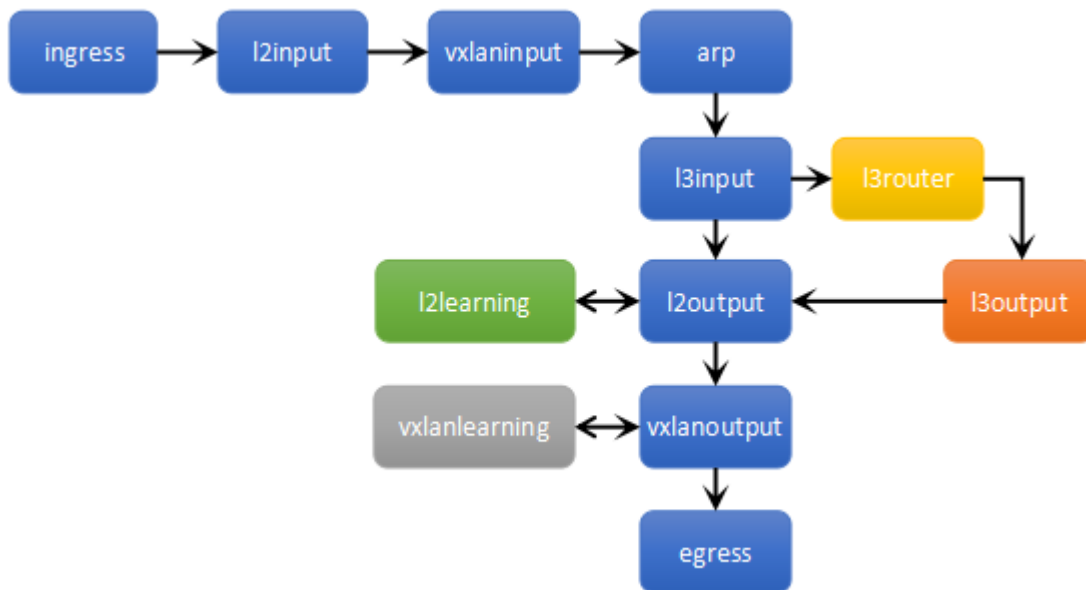 ingress
l2input
vxlaninput
arp
l3input
l3router
l2learning
l2output
l3output
vxlanlearning
vxlanoutput
egress